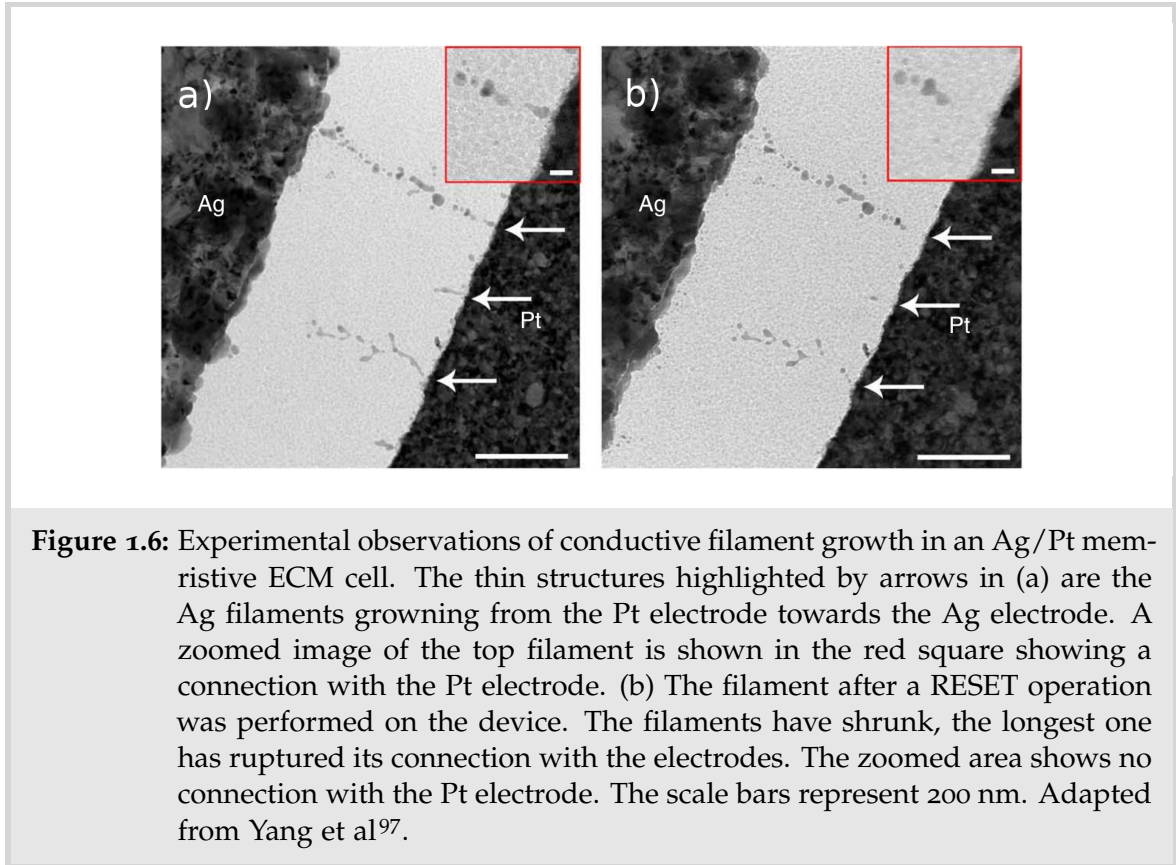 a)
Ag
Pt
b)
Ag
Pt
Figure 1.6: Experimental observations of conductive filament growth in an Ag/Pt mem-
ristive ECM cell. The thin structures highlighted by arrows in (a) are the
Ag filaments growning from the Pt electrode towards the Ag electrode. A
zoomed image of the top filament is shown in the red square showing a
connection with the Pt electrode. (b) The filament after a RESET operation
was performed on the device. The filaments have shrunk, the longest one
has ruptured its connection with the electrodes. The zoomed area shows no
connection with the Pt electrode. The scale bars represent 200 nm. Adapted
from Yang et al97.